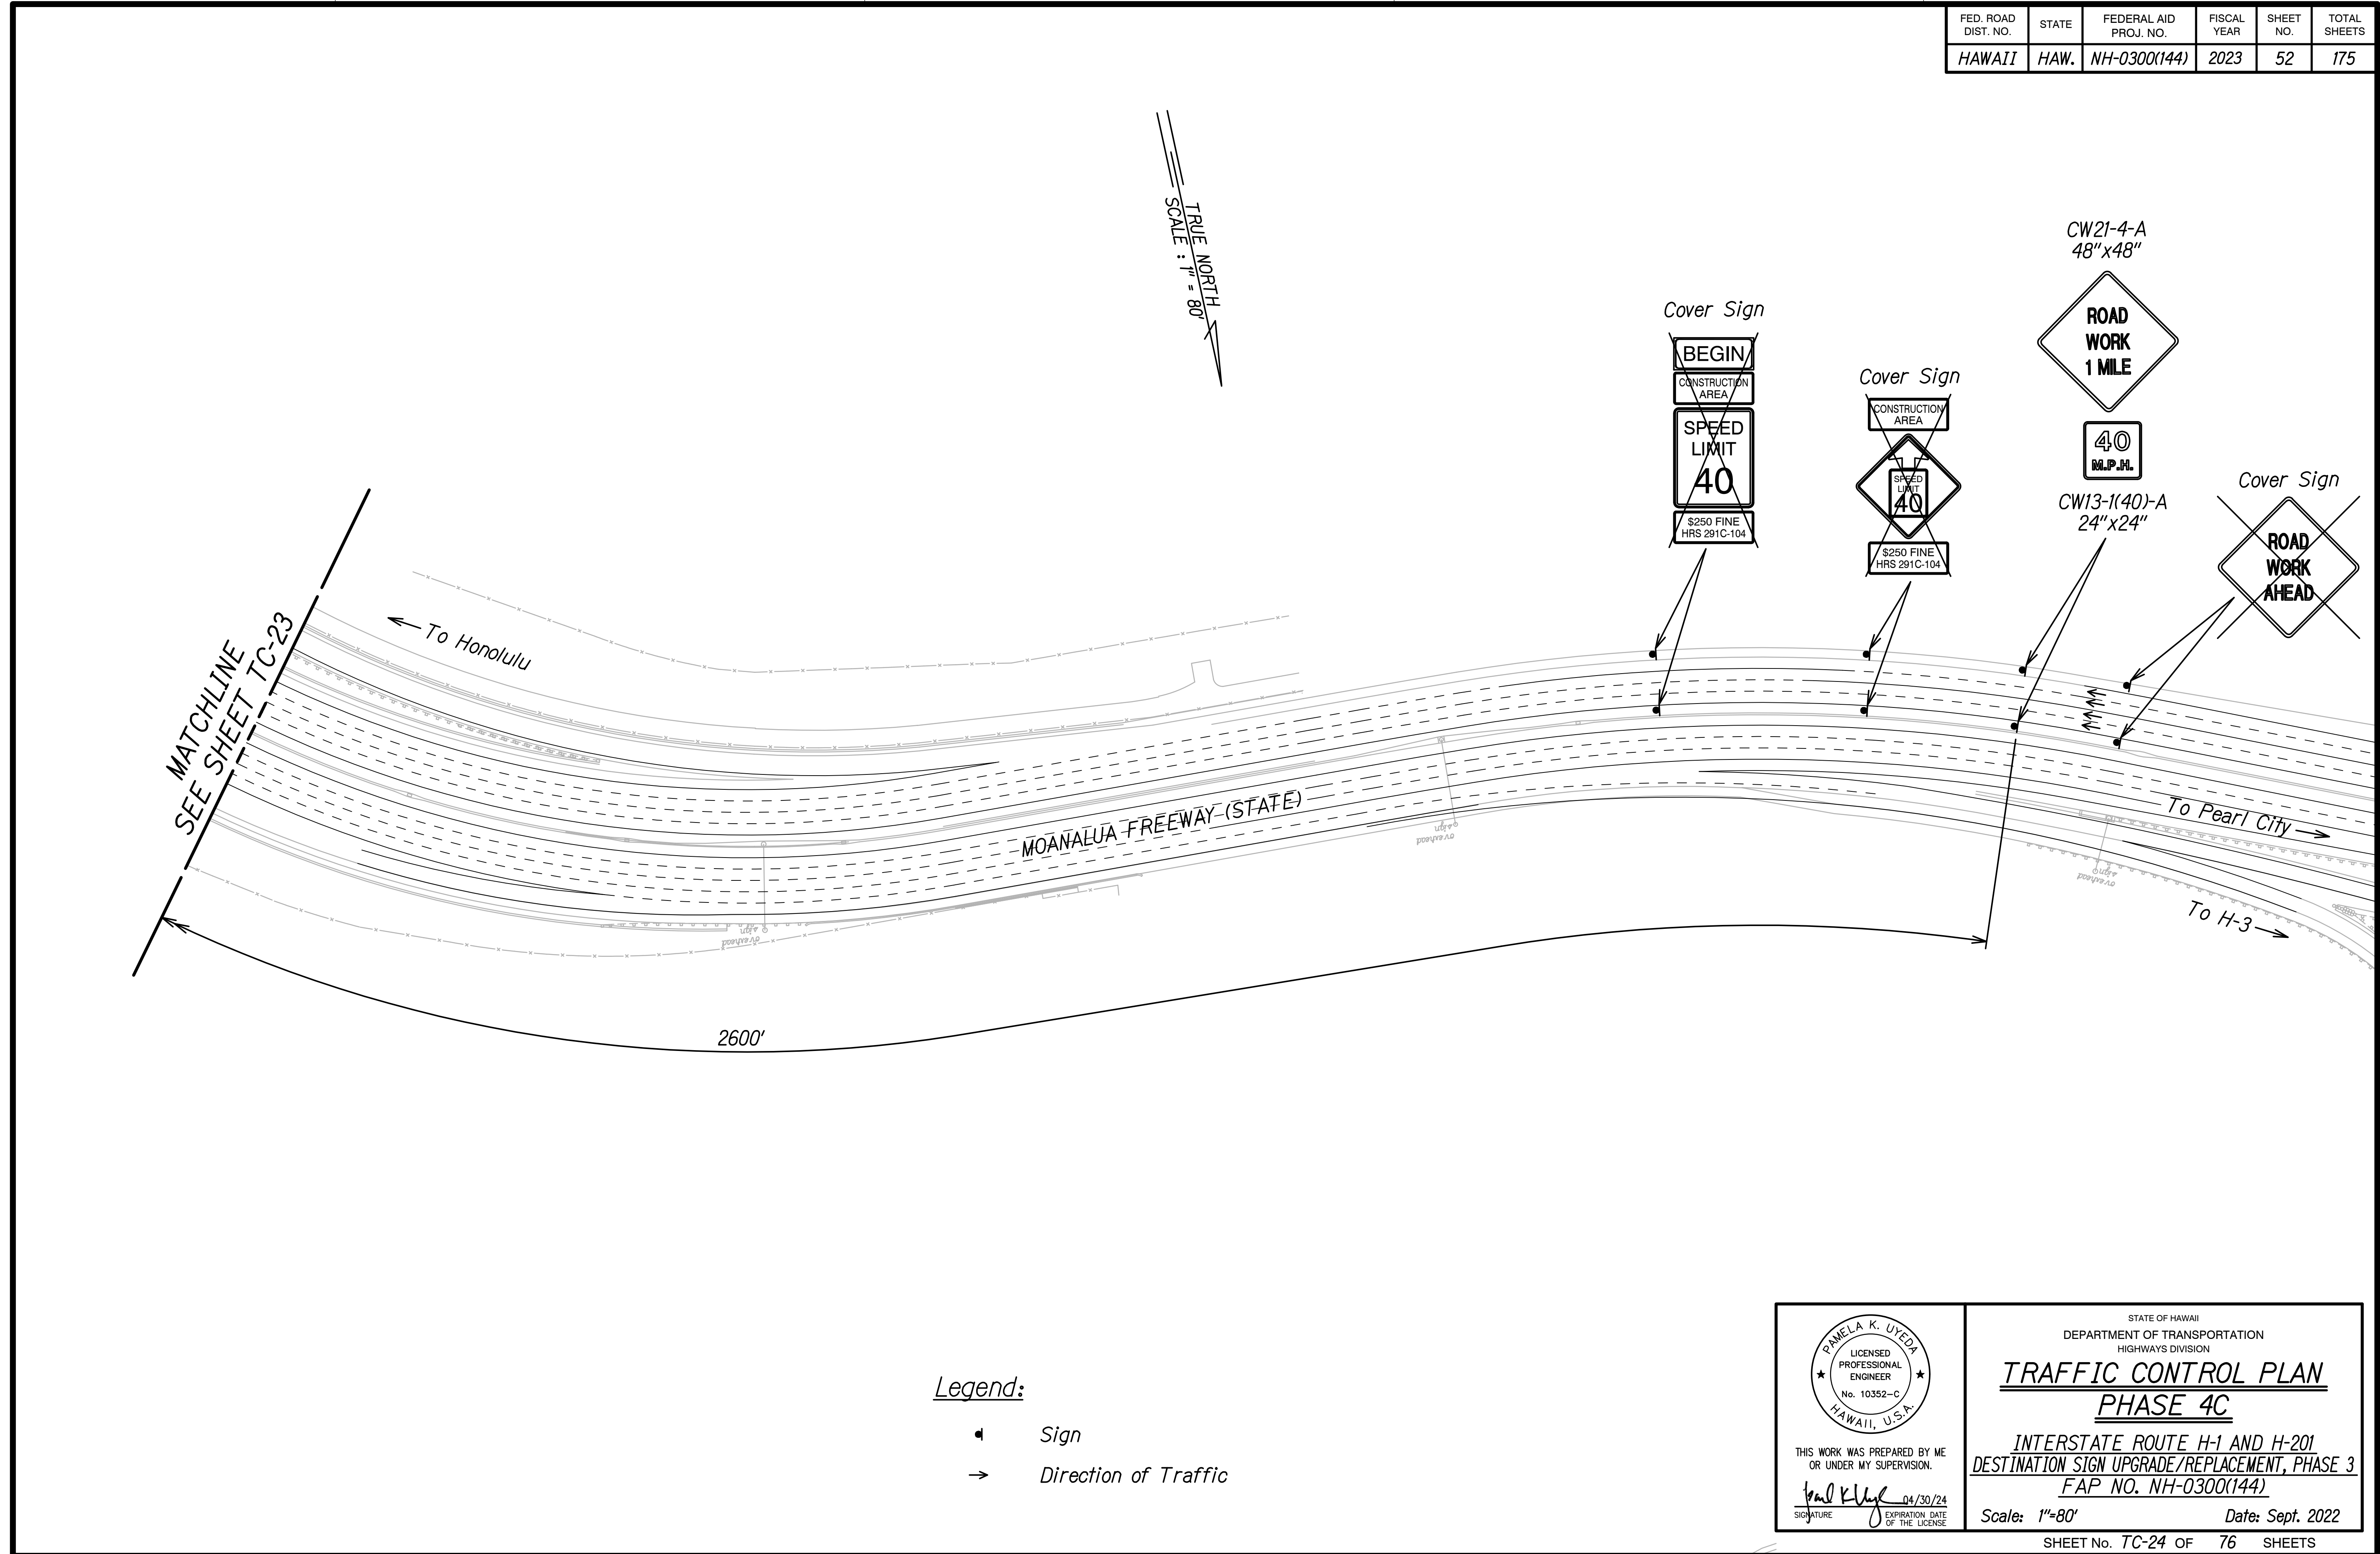 FED. ROAD
DIST. NO.
STATE
FEDERAL AID
PROJ. NO.
FISCAL
YEAR
SHEET
NO.
TOTAL
SHEETS
HAWAII
HAW.
NH-0300(144)
2023
52
175
TRUE NORTH
SCALE : 1" = 80'
CW21-4-A
48"x48"
ROAD
WORK
1 MILE
40
M.P.H.
CW13-1(40)-A
24"x24"
Cover Sign
BEGIN
CONSTRUCTION
AREA
SPEED
LIMIT
40
$250 FINE
HRS 291C-104
Cover Sign
CONSTRUCTION
AREA
SPEED
LIMIT
40
$250 FINE
HRS 291C-104
Cover Sign
ROAD
WORK
AHEAD
MATCHLINE
SEE SHEET TC-23
To Honolulu
MOANALUA FREEWAY (STATE)
To Pearl City
To H-3
overhead
sign
overhead
sign
overhead
sign
2600'
Legend:
Sign
Direction of Traffic
PAMELA K. UYEDA
LICENSED
PROFESSIONAL
ENGINEER
No. 10352-C
HAWAII, U.S.A.
THIS WORK WAS PREPARED BY ME
OR UNDER MY SUPERVISION.
04/30/24
SIGNATURE
EXPIRATION DATE
OF THE LICENSE
STATE OF HAWAII
DEPARTMENT OF TRANSPORTATION
HIGHWAYS DIVISION
TRAFFIC CONTROL PLAN
PHASE 4C
INTERSTATE ROUTE H-1 AND H-201
DESTINATION SIGN UPGRADE/REPLACEMENT, PHASE 3
FAP NO. NH-0300(144)
Scale: 1"=80'
Date: Sept. 2022
SHEET No. TC-24 OF 76 SHEETS